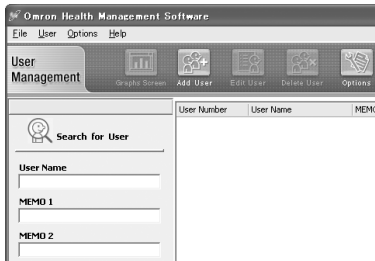 Omron Health Management Software
File User Options Help
User Management
Graphs Screen Add User Edit User Delete User Options
User Number User Name MEMO
Search for User
User Name
MEMO 1
MEMO 2